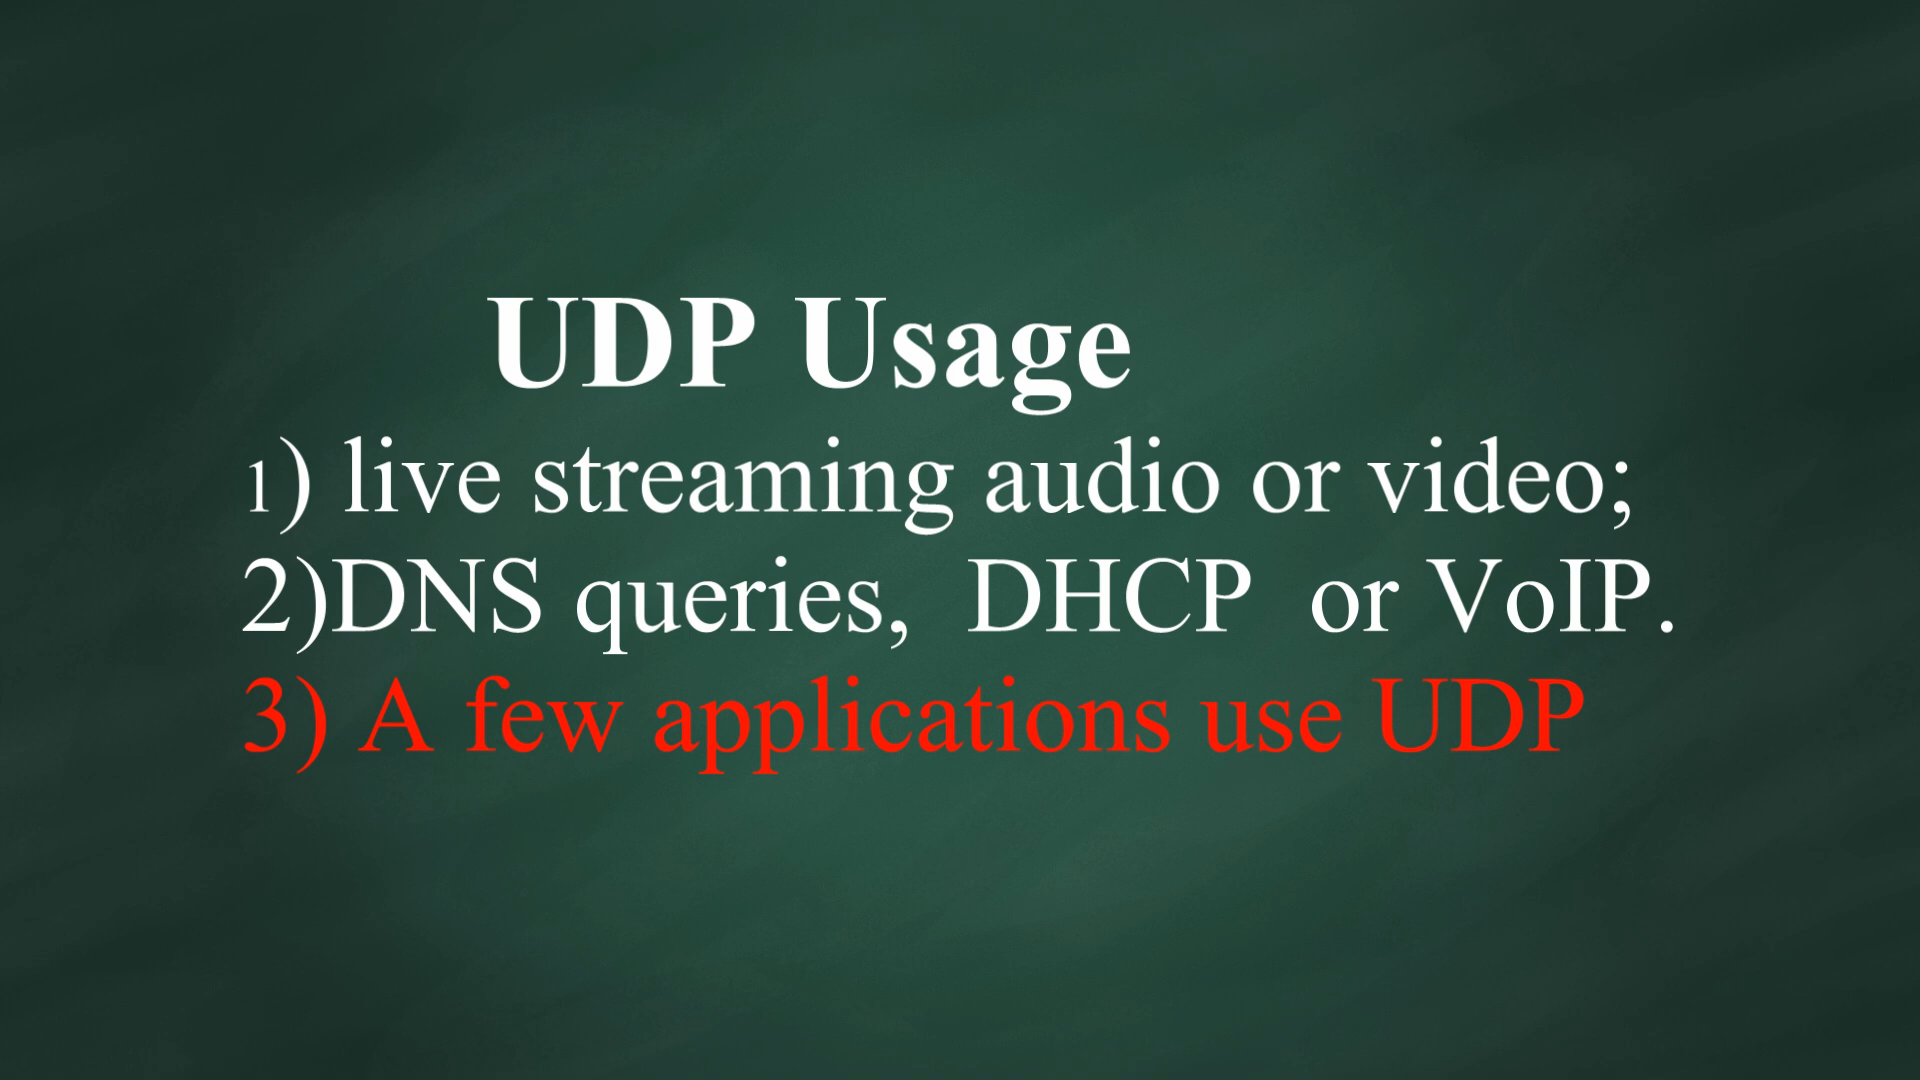 UDP Usage
1) live streaming audio or video;
2)DNS queries,  DHCP  or VoIP.
3) A few applications use UDP